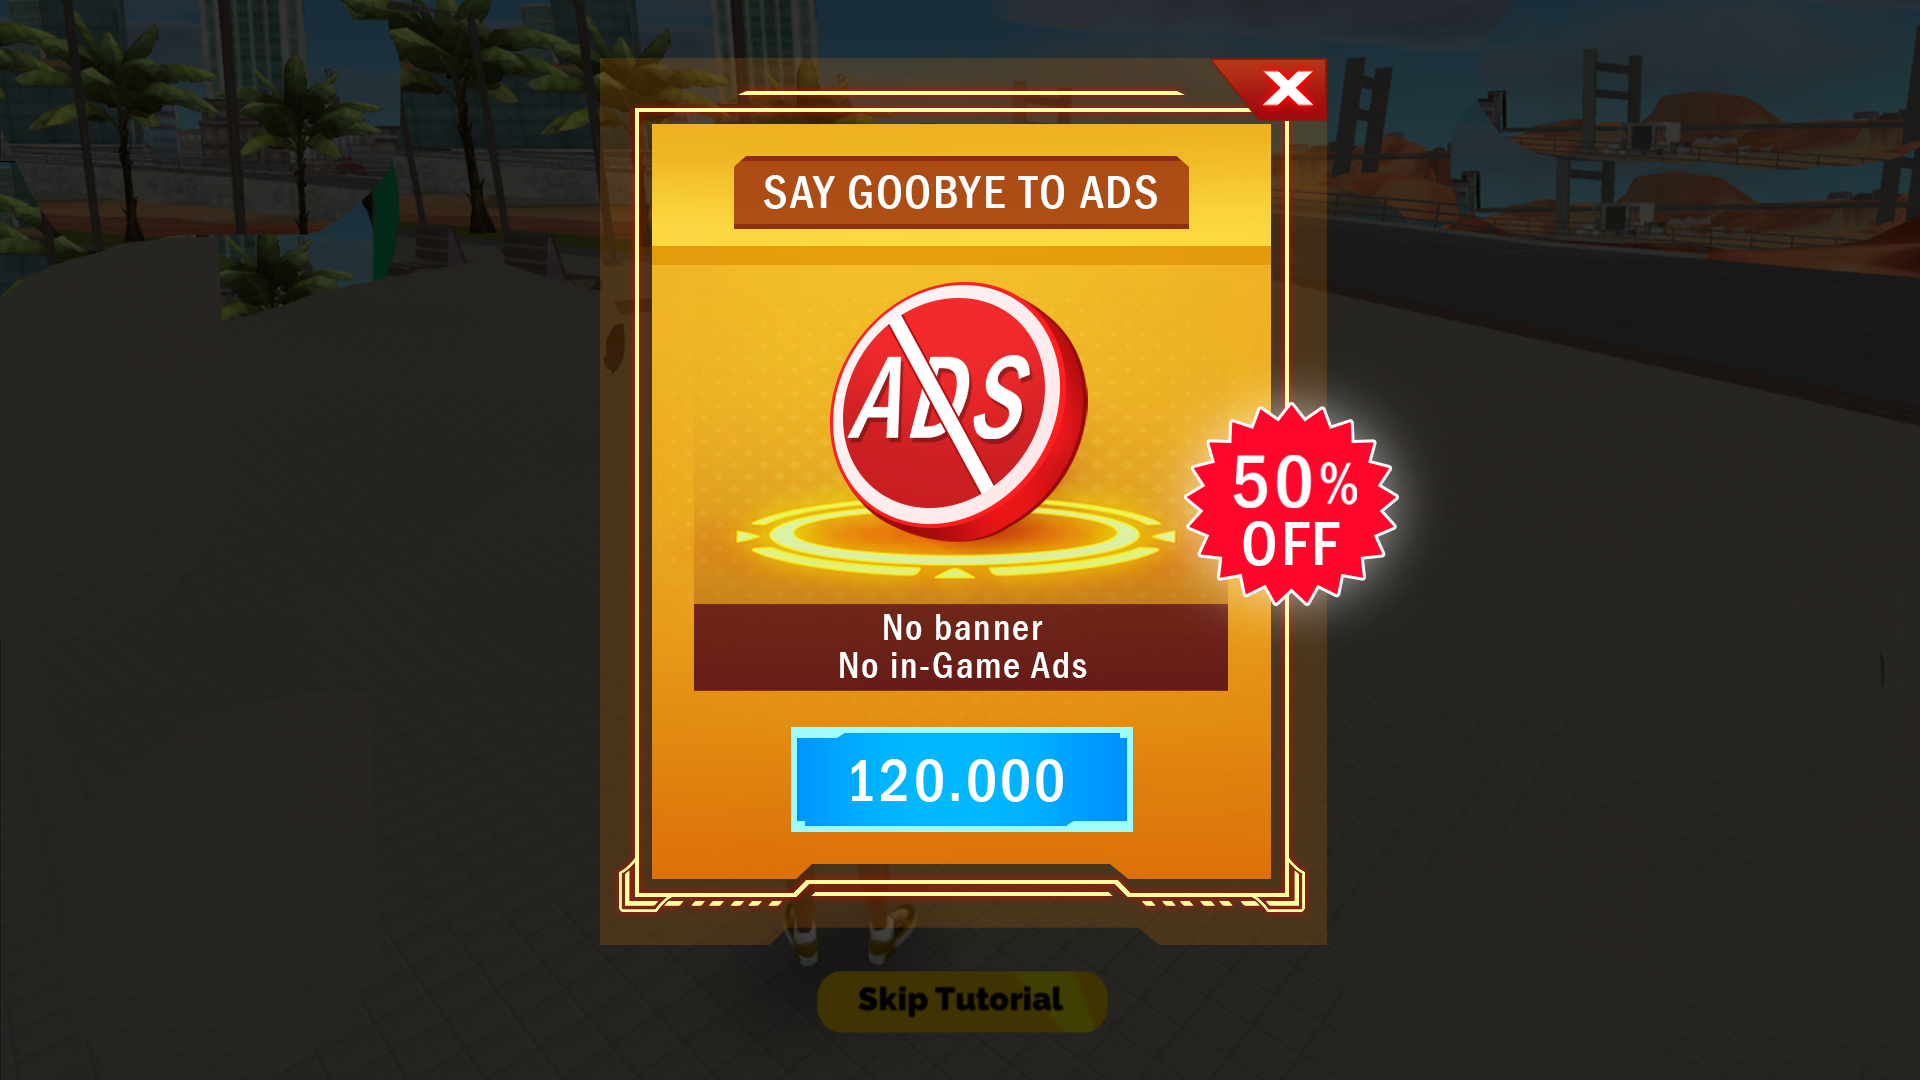 SAY GOOBYE TO ADS
ADS
50%
OFF
No banner
No in-Game Ads
120.000
Skip Tutorial